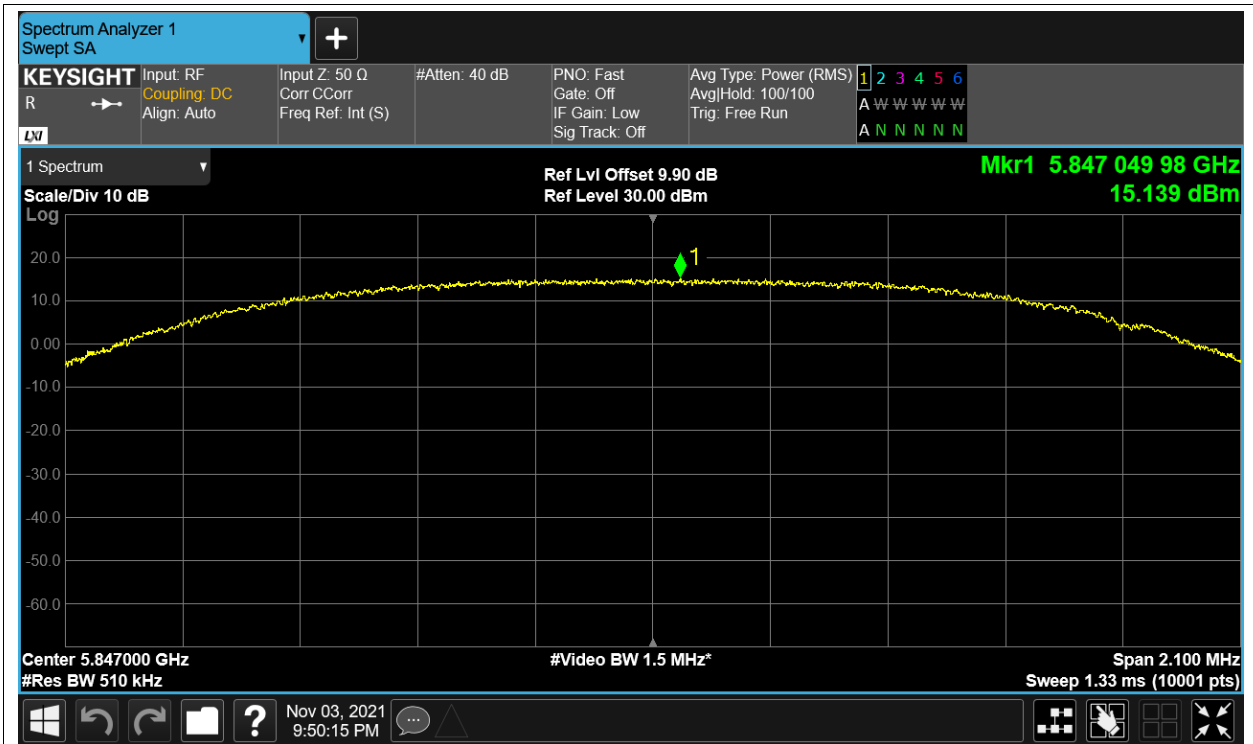 Spectrum Analyzer 1
Swept SA
+
KEYSIGHT
R
LXI
Input: RF
Coupling: DC
Align: Auto
Input Z: 50 Ω
Corr CCorr
Freq Ref: Int (S)
#Atten: 40 dB
PNO: Fast
Gate: Off
IF Gain: Low
Sig Track: Off
Avg Type: Power (RMS)
Avg|Hold: 100/100
Trig: Free Run
1 2 3 4 5 6
A W W W W W
A N N N N N
1 Spectrum
Scale/Div 10 dB
Log
Ref Lvl Offset 9.90 dB
Ref Level 30.00 dBm
Mkr1 5.847 049 98 GHz
15.139 dBm
1
20.0
10.0
0.00
-10.0
-20.0
-30.0
-40.0
-50.0
-60.0
Center 5.847000 GHz
#Res BW 510 kHz
#Video BW 1.5 MHz*
Span 2.100 MHz
Sweep 1.33 ms (10001 pts)
?
Nov 03, 2021
9:50:15 PM